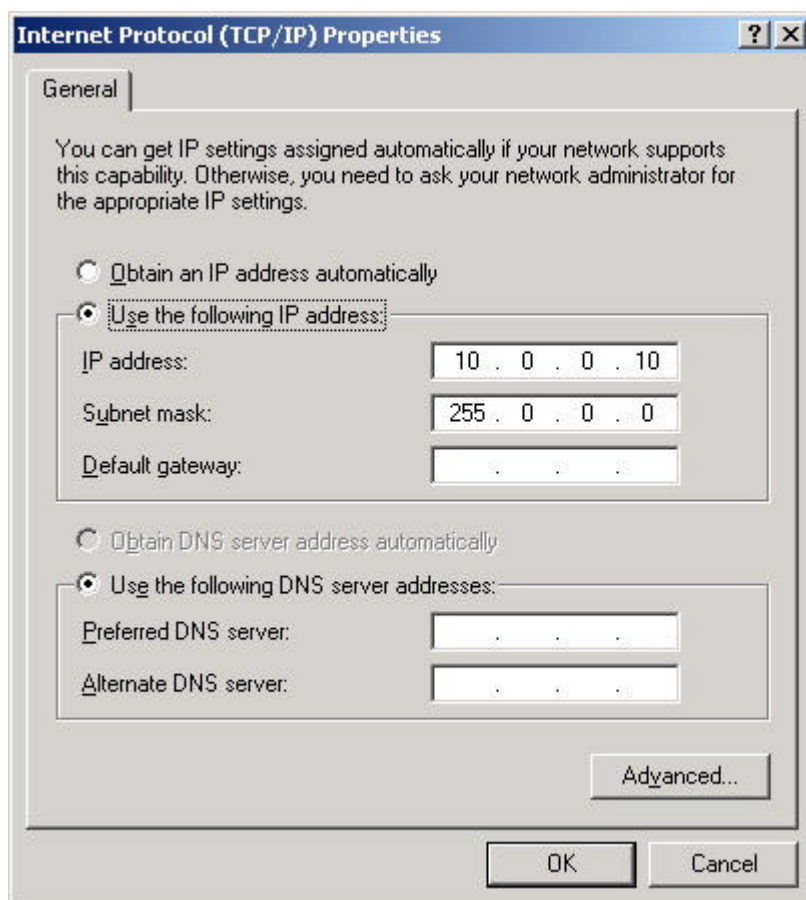 Internet Protocol (TCP/IP) Properties
General
You can get IP settings assigned automatically if your network supports
this capability. Otherwise, you need to ask your network administrator for
the appropriate IP settings.
Obtain an IP address automatically
Use the following IP address:
IP address: 10 . 0 . 0 . 10
Subnet mask: 255 . 0 . 0 . 0
Default gateway: . . .
Obtain DNS server address automatically
Use the following DNS server addresses:
Preferred DNS server: . . .
Alternate DNS server: . . .
Advanced...
OK Cancel